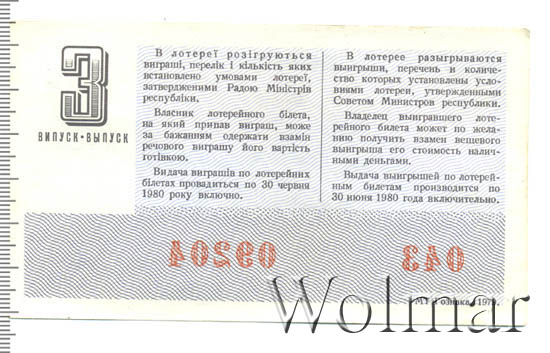 3
ВИПУСК • ВЫПУСК
В лотереї розігруються
виграші, перелік і кількість яких
встановлено умовами лотереї,
затвердженими Радою Міністрів
республіки.
Власник лотерейного білета,
на який припав виграш, може
за бажанням одержати взамін
речового виграшу його вартість
готівкою.
Видача виграшів по лотерейних
білетах провадиться по 30 червня
1980 року включно.
В лотерее разыгрываются
выигрыши, перечень и количе-
ство которых установлены усло-
виями лотереи, утвержденными
Советом Министров республики.
Владелец выигравшего лоте-
рейного билета может по жела-
нию получить взамен вещевого
выигрыша его стоимость налич-
ными деньгами.
Выдача выигрышей по лотерей-
ным билетам производится по
30 июня 1980 года включительно.
09204
043
1979.
Wolmar